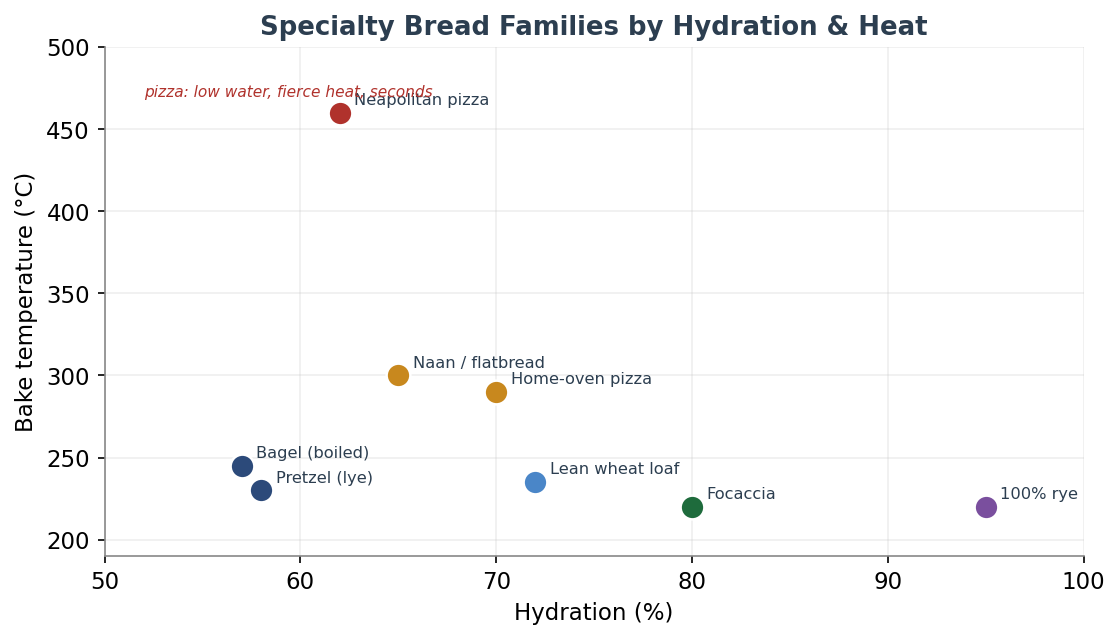 Specialty Bread Families by Hydration & Heat
500
pizza: low water, fierce heat, seconds
Neapolitan pizza
450
400
350
Naan / flatbread
300
Home-oven pizza
Bagel (boiled)
250
Lean wheat loaf
Pretzel (lye)
Focaccia
100% rye
200
Bake temperature (°C)
50
60
70
80
90
100
Hydration (%)